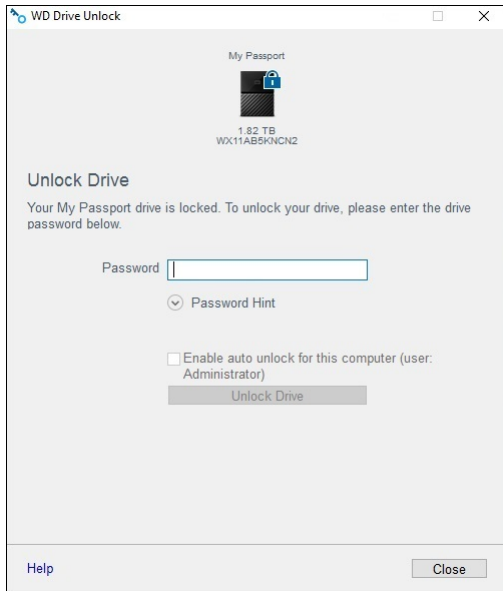 WD Drive Unlock
My Passport
1.82 TB
WX11AB5KNCN2
Unlock Drive
Your My Passport drive is locked. To unlock your drive, please enter the drive
password below.
Password
Password Hint
Enable auto unlock for this computer (user:
Administrator)
Unlock Drive
Help
Close